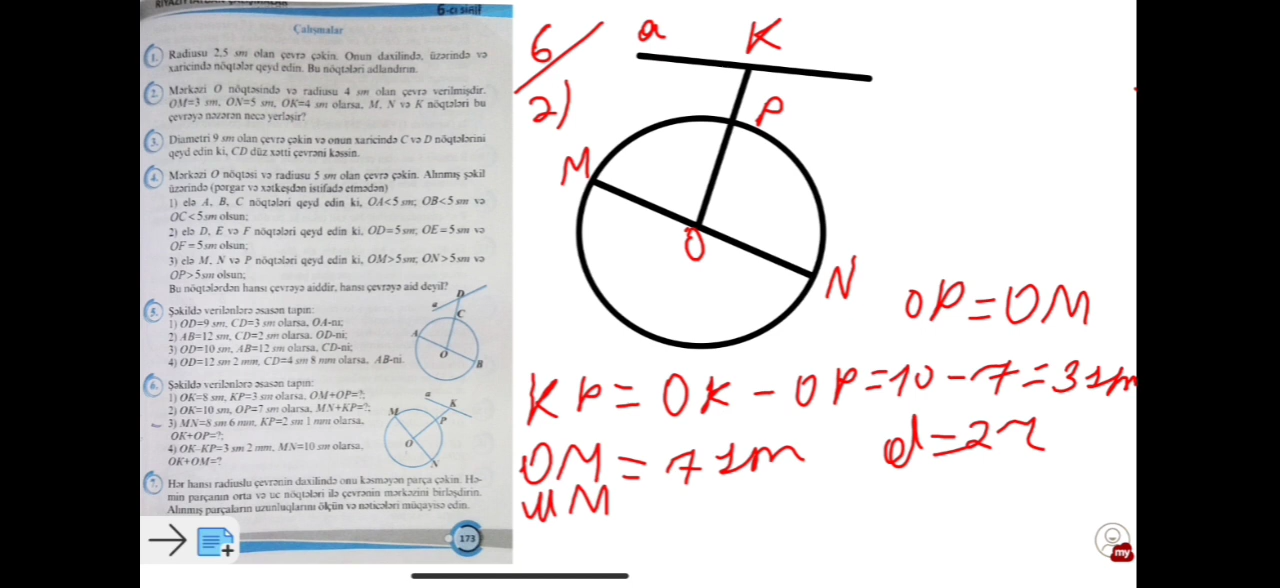 RİYAZİYYATDAN ÇALIŞMALAR
6-cı sinif
Çalışmalar
1. Radiusu 2,5 sm olan çevrə çəkin. Onun daxilində, üzərində və
xaricində nöqtələr qeyd edin. Bu nöqtələri adlandırın.
2. Mərkəzi O nöqtəsində və radiusu 4 sm olan çevrə verilmişdir.
OM=3 sm, ON=5 sm, OK=4 sm olarsa, M, N və K nöqtələri bu
çevrəyə nəzərən necə yerləşir?
3. Diametri 9 sm olan çevrə çəkin və onun xaricində C və D nöqtələrini
qeyd edin ki, CD düz xətti çevrəni kəssin.
4. Mərkəzi O nöqtəsi və radiusu 5 sm olan çevrə çəkin. Alınmış şəkil
üzərində (pərgar və xətkeşdən istifadə etmədən)
1) elə A, B, C nöqtələri qeyd edin ki, OA<5 sm; OB<5 sm və
OC<5 sm olsun;
2) elə D, E və F nöqtələri qeyd edin ki, OD=5 sm; OE=5 sm və
OF=5 sm olsun;
3) elə M, N və P nöqtələri qeyd edin ki, OM>5 sm; ON>5 sm və
OP>5 sm olsun;
Bu nöqtələrdən hansı çevrəyə aiddir, hansı çevrəyə aid deyil?
5. Şəkildə verilənlərə əsasən tapın:
1) OD=9 sm, CD=3 sm olarsa, OA-nı;
2) AB=12 sm, CD=2 sm olarsa, OD-ni;
3) OD=10 sm, AB=12 sm olarsa, CD-ni;
4) OD=12 sm 2 mm, CD=4 sm 8 mm olarsa, AB-ni.
a D
C
A
O
B
6. Şəkildə verilənlərə əsasən tapın:
1) OK=8 sm, KP=3 sm olarsa, OM+OP=?;
2) OK=10 sm, OP=7 sm olarsa, MN+KP=?;
3) MN=8 sm 6 mm, KP=2 sm 1 mm olarsa,
OK+OP=?;
4) OK-KP=3 sm 2 mm, MN=10 sm olarsa,
OK+OM=?
a
K
M
P
O
N
7. Hər hansı radiuslu çevrənin daxilində onu kəsməyən parça çəkin. Hə-
min parçanın orta və uc nöqtələri ilə çevrənin mərkəzini birləşdirin.
Alınmış parçaların uzunluqlarını ölçün və nəticələri müqayisə edin.
173
6/2)
a K
P
M
O
N
OP=OM
KP=OK-OP=10-7=3sm
OM=7sm d=2r
MN
my